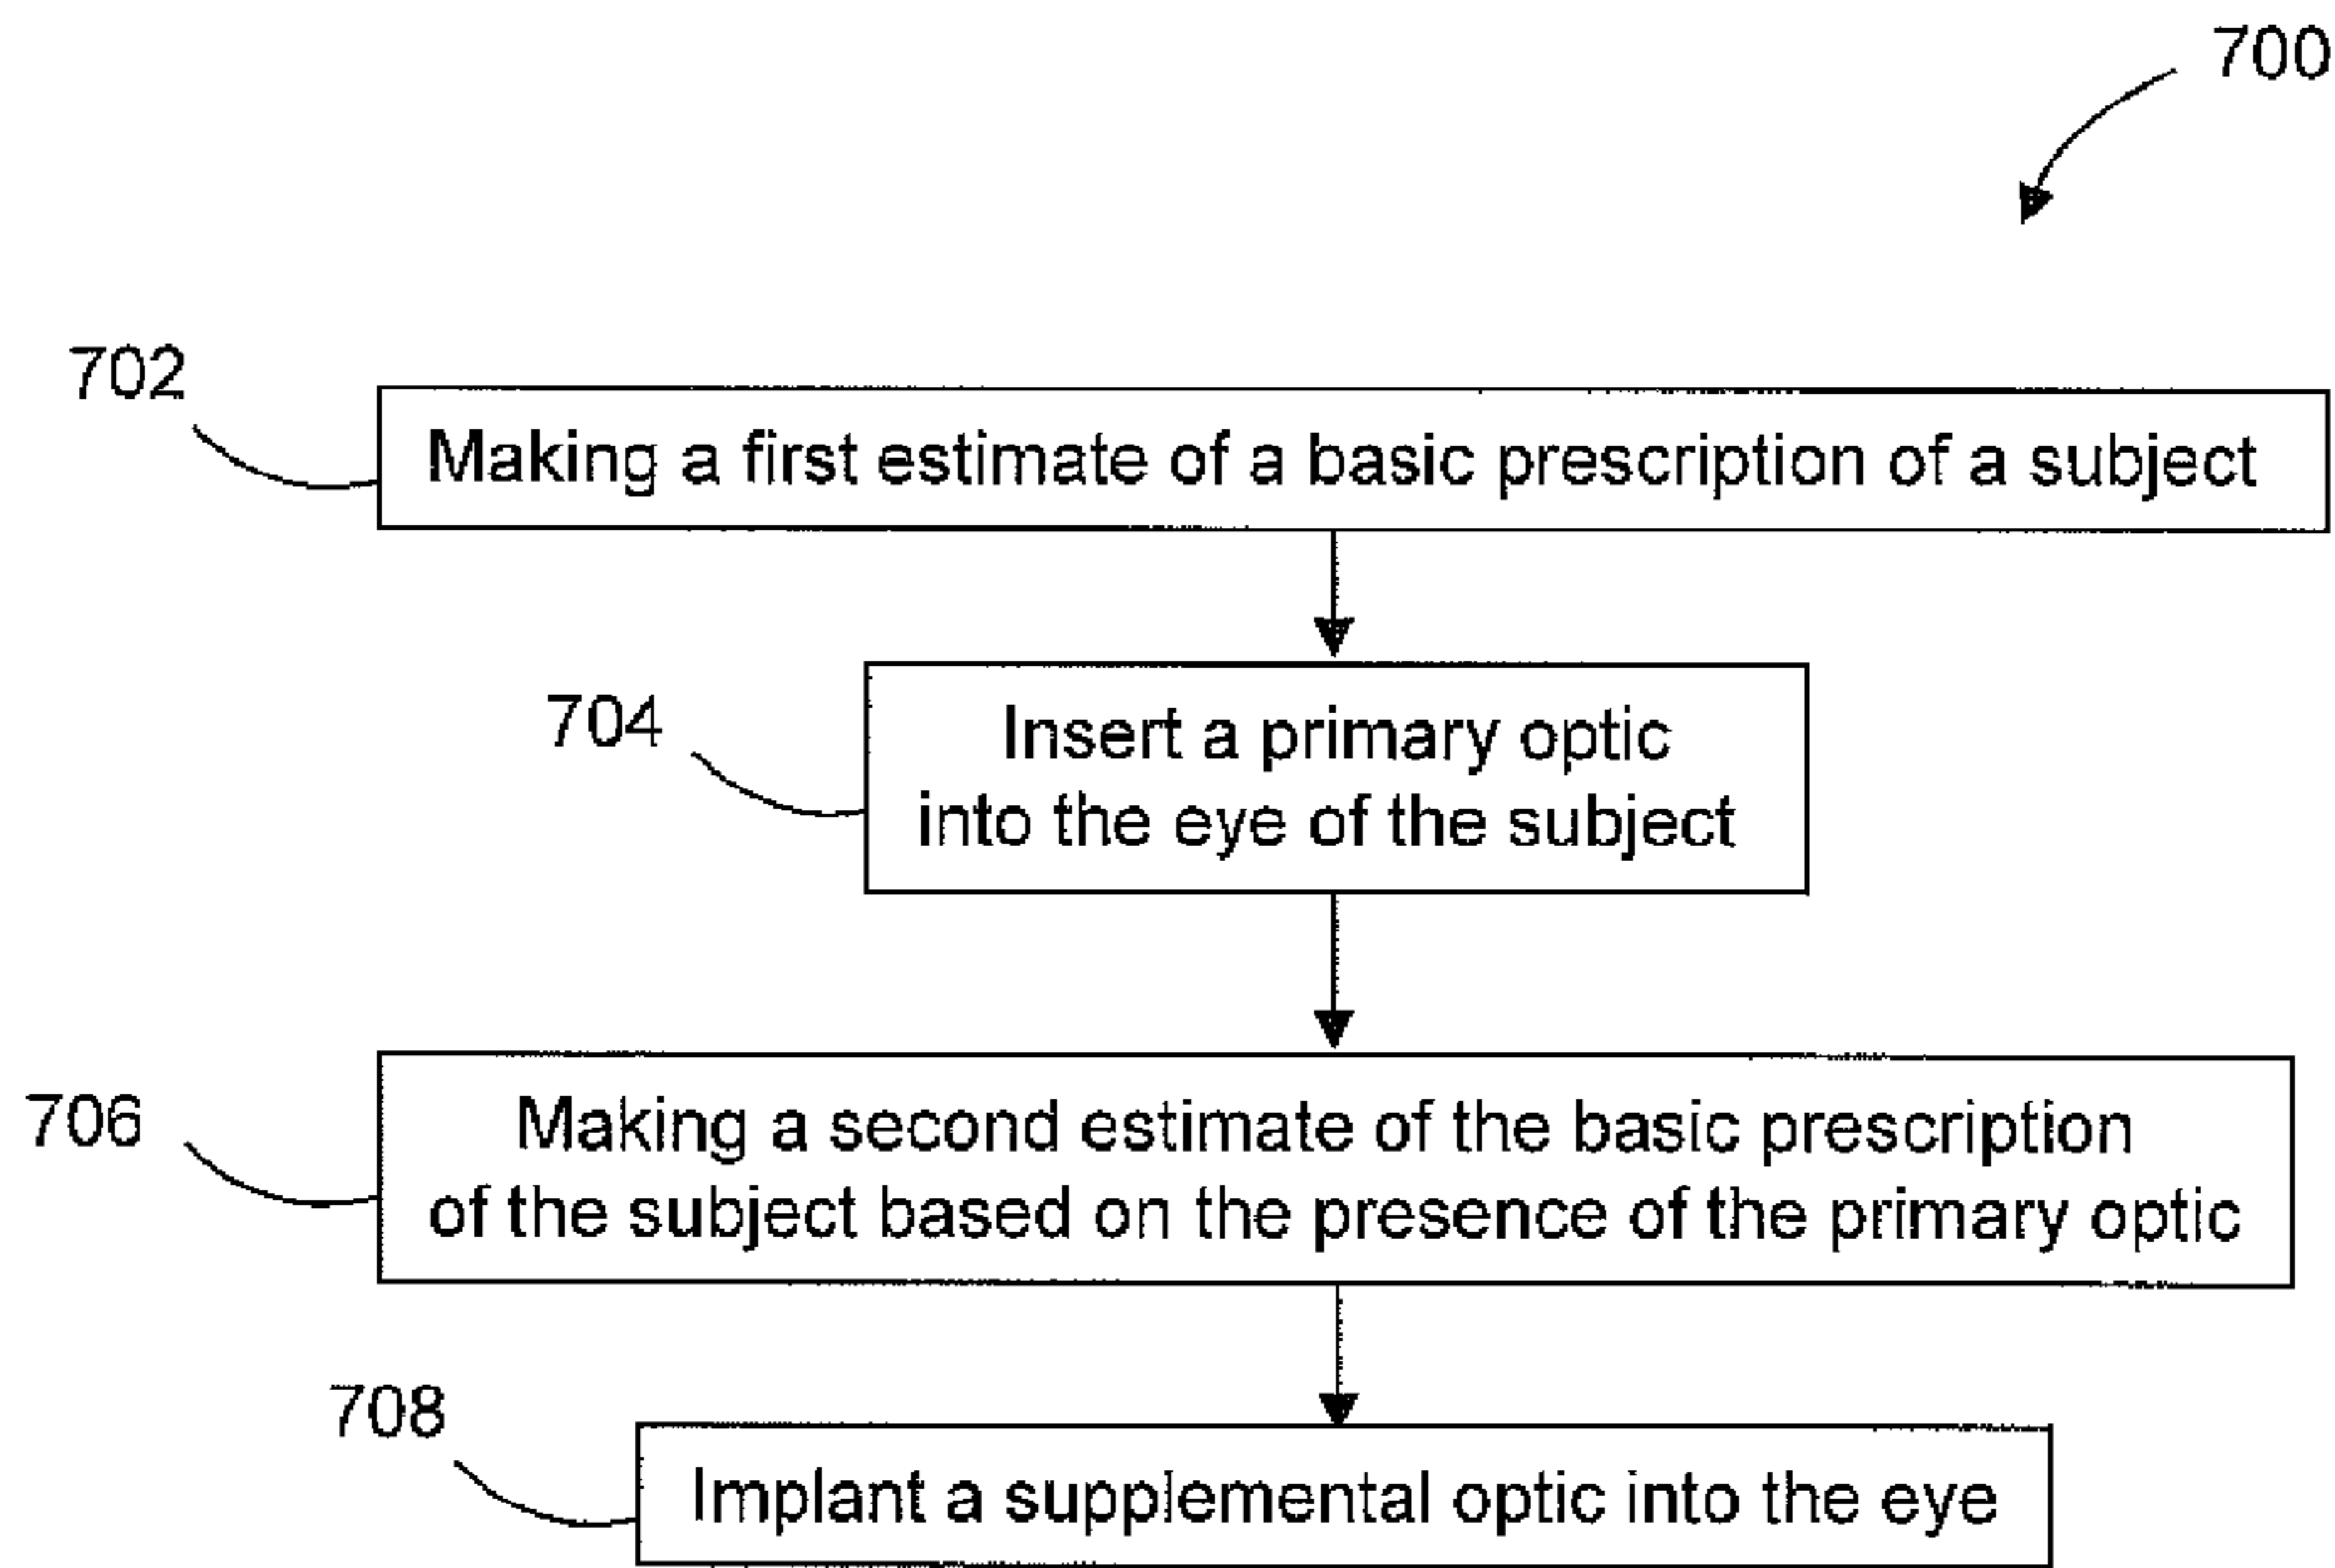 700
702
Making a first estimate of a basic prescription of a subject
704
Insert a primary optic
into the eye of the subject
706
Making a second estimate of the basic prescription
of the subject based on the presence of the primary optic
708
Implant a supplemental optic into the eye